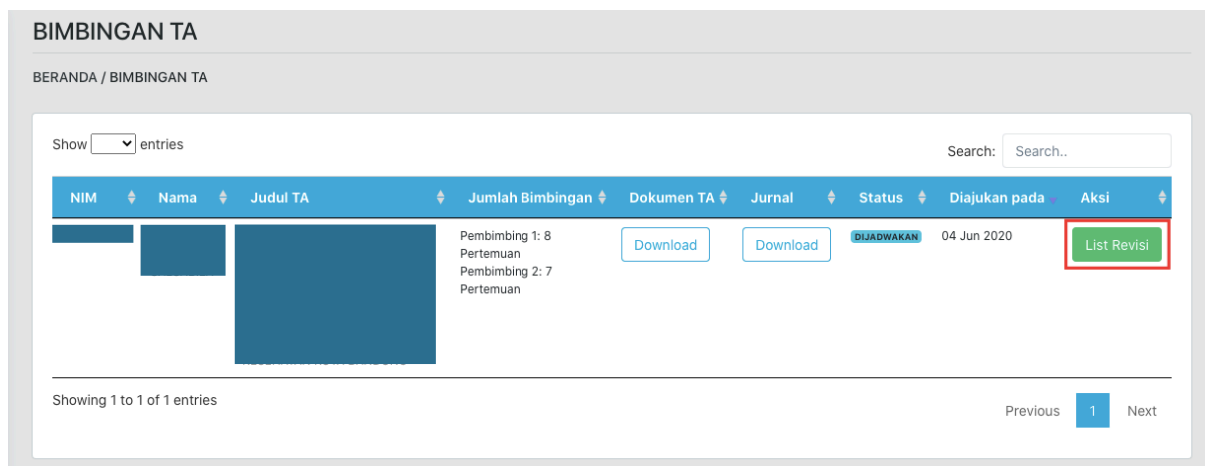 BIMBINGAN TA
BERANDA / BIMBINGAN TA
Show entries
Search: Search..
NIM Nama Judul TA Jumlah Bimbingan Dokumen TA Jurnal Status Diajukan pada Aksi
Pembimbing 1: 8 Download Download DIJADWAKAN 04 Jun 2020 List Revisi
Pertemuan
Pembimbing 2: 7
Pertemuan
Showing 1 to 1 of 1 entries
Previous 1 Next